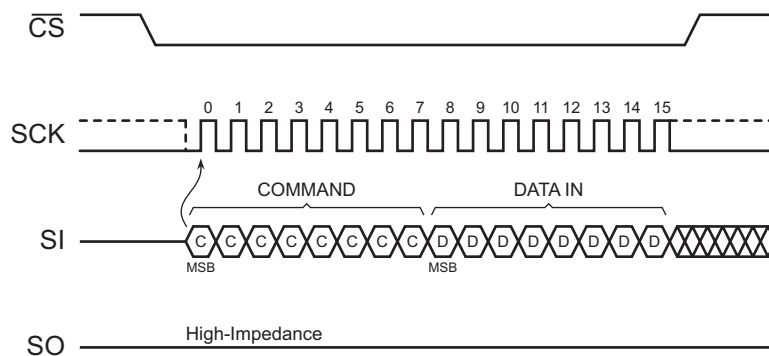 CS
0 1 2 3 4 5 6 7 8 9 10 11 12 13 14 15
SCK
COMMAND DATA IN
SI C C C C C C C C D D D D D D D D
MSB MSB
High-Impedance
SO